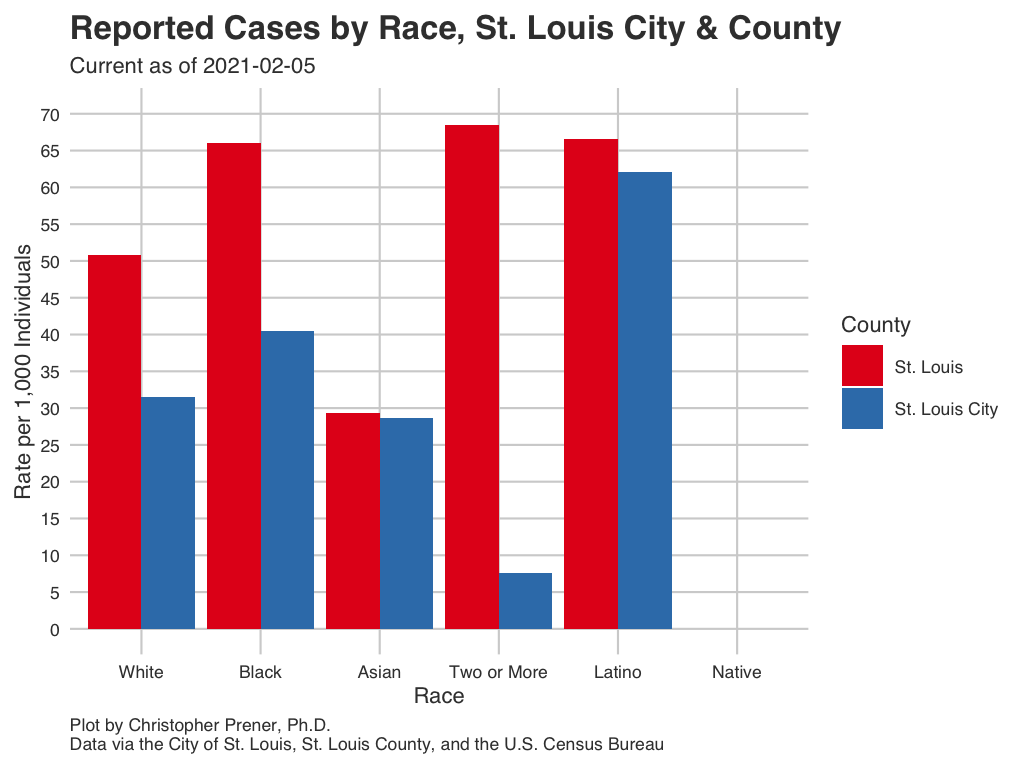 Reported Cases by Race, St. Louis City & County
Current as of 2021-02-05
Rate per 1,000 Individuals
70
65
60
55
50
45
40
35
30
25
20
15
10
5
0
White Black Asian Two or More Latino Native
Race
County
St. Louis
St. Louis City
Plot by Christopher Prener, Ph.D.
Data via the City of St. Louis, St. Louis County, and the U.S. Census Bureau